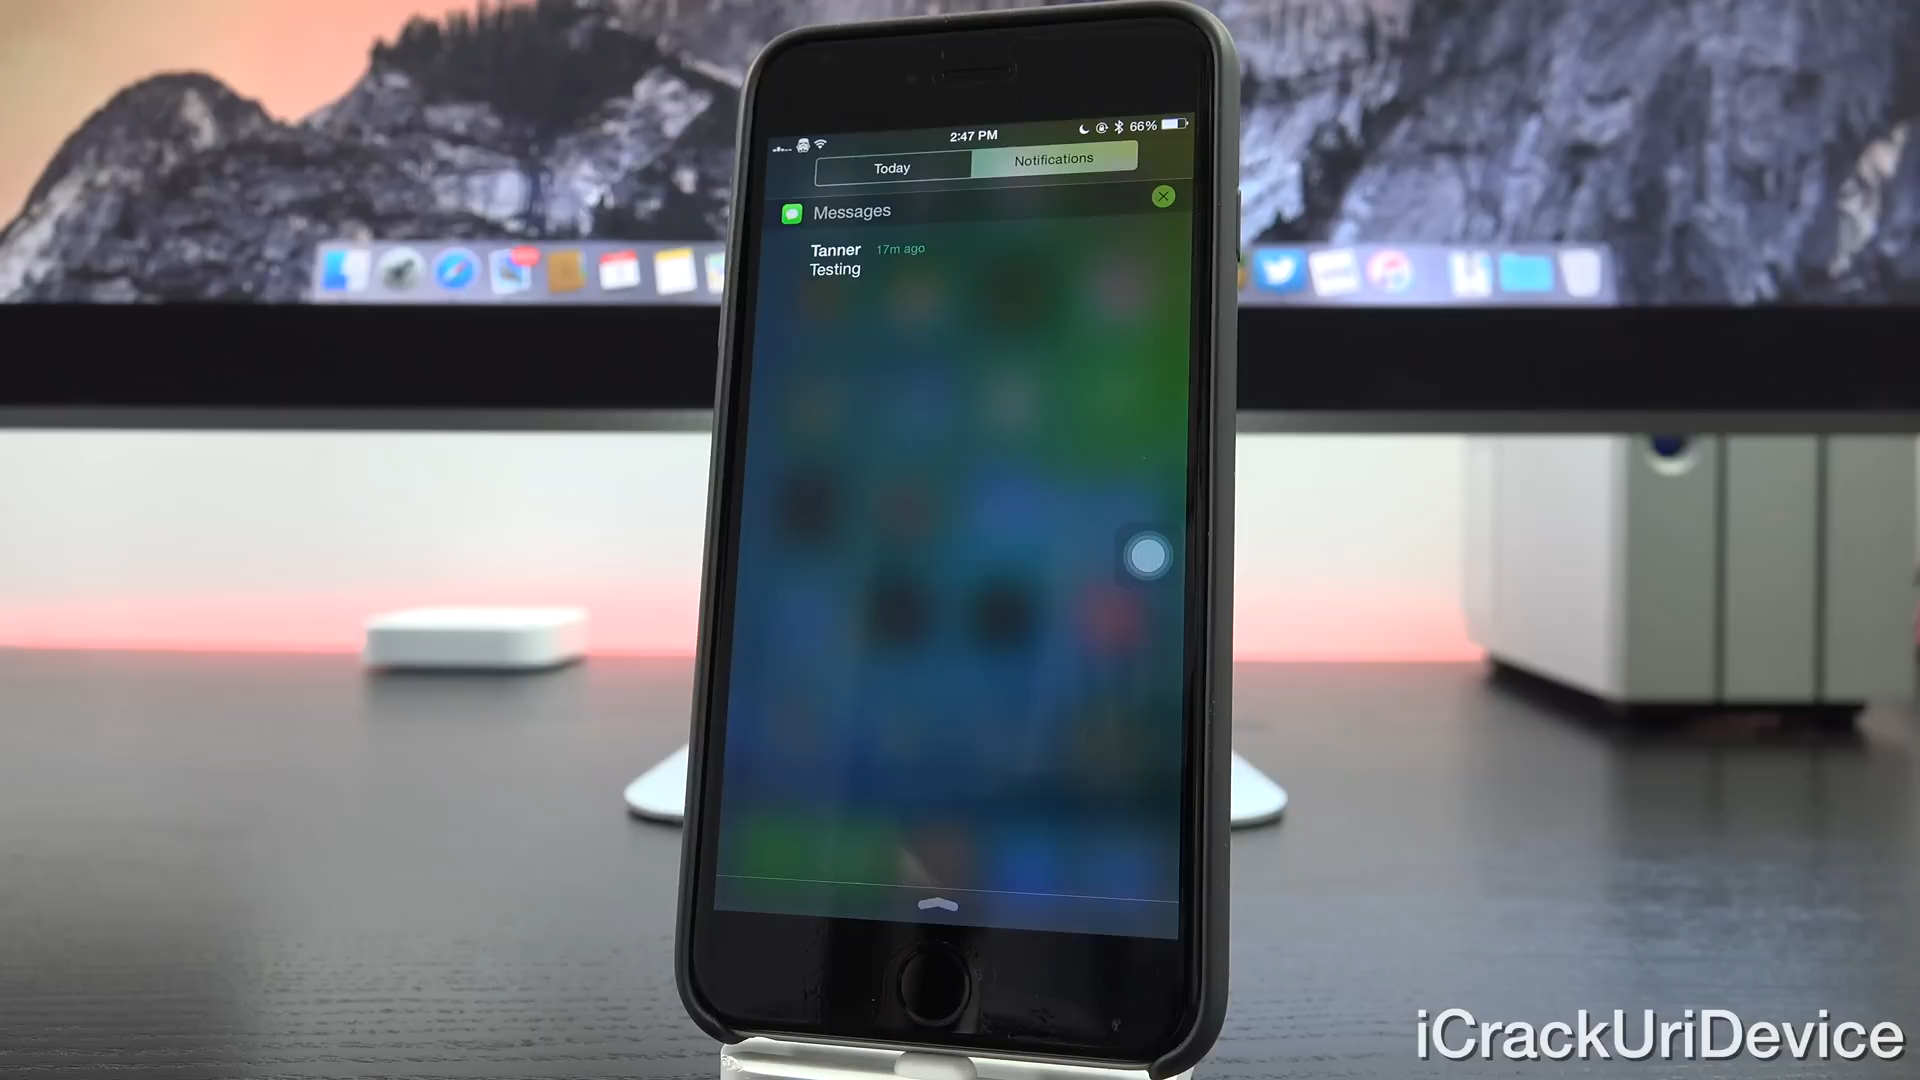 2:47 PM
66%
Today
Notifications
Messages
Tanner 17m ago
Testing
iCrackUriDevice